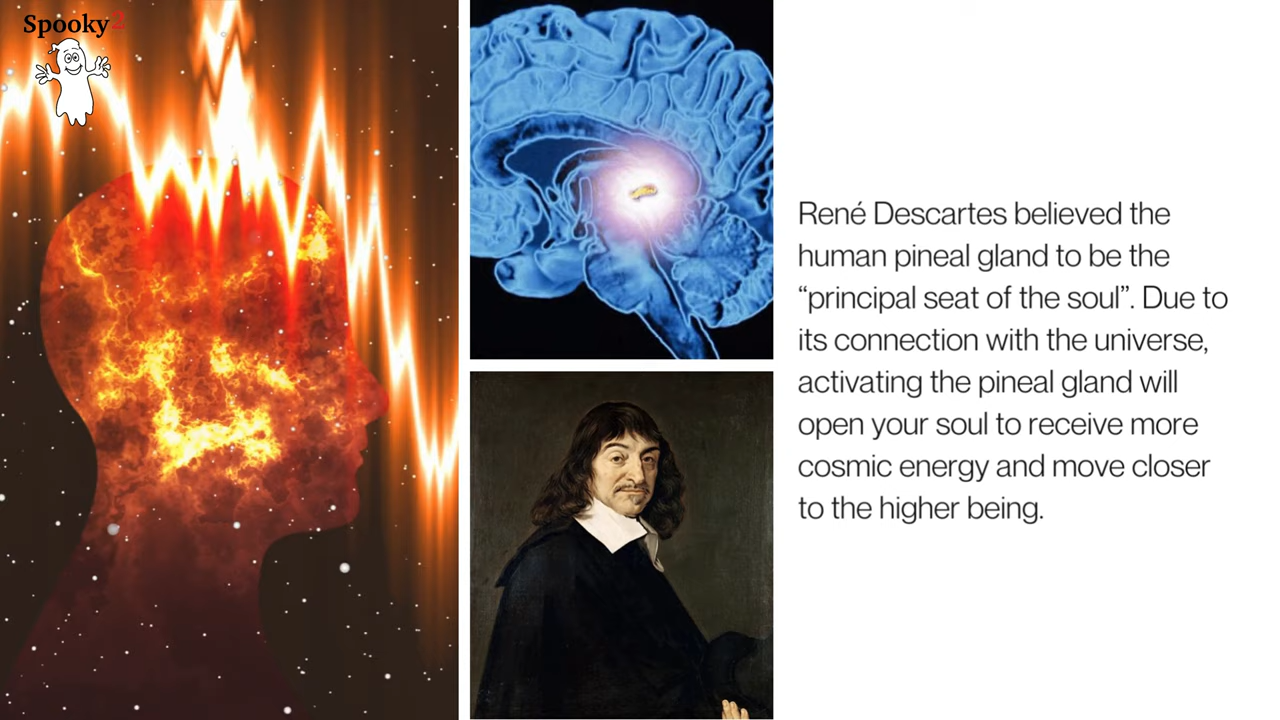 Spooky2
René Descartes believed the
human pineal gland to be the
“principal seat of the soul”. Due to
its connection with the universe,
activating the pineal gland will
open your soul to receive more
cosmic energy and move closer
to the higher being.